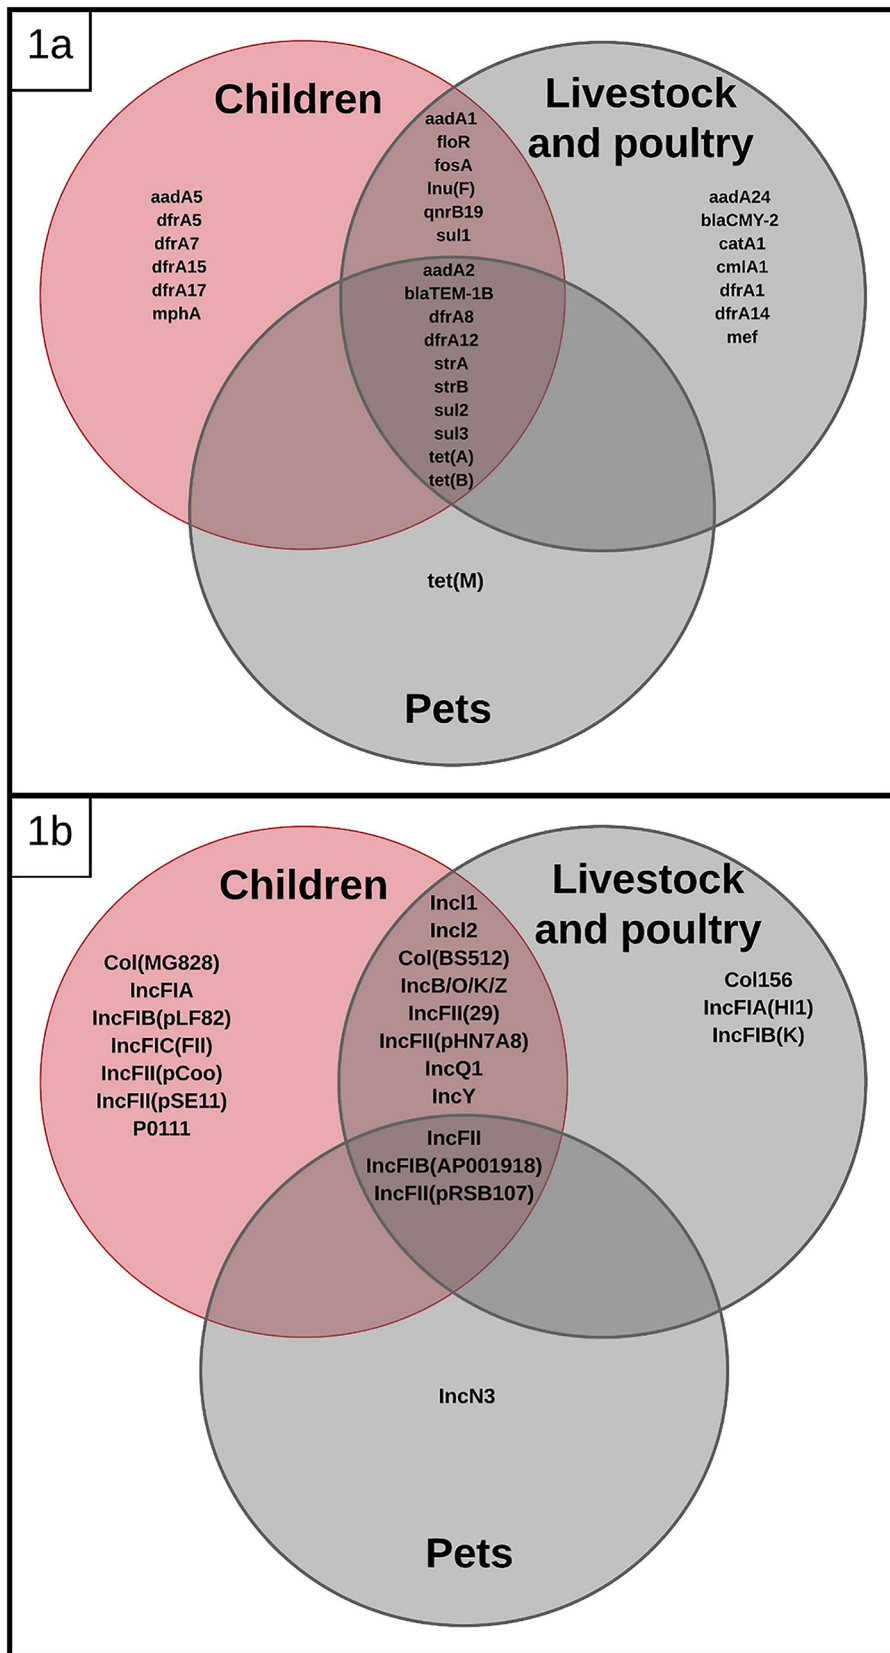 1a
Children
Livestock
and poultry
aadA5
dfrA5
dfrA7
dfrA15
dfrA17
mphA
aadA1
floR
fosA
lnu(F)
qnrB19
sul1
aadA2
blaTEM-1B
dfrA8
dfrA12
strA
strB
sul2
sul3
tet(A)
tet(B)
aadA24
blaCMY-2
catA1
cmlA1
dfrA1
dfrA14
mef
tet(M)
Pets
1b
Children
Livestock
and poultry
Col(MG828)
IncFIA
IncFIB(pLF82)
IncFIC(FII)
IncFII(pCoo)
IncFII(pSE11)
P0111
IncI1
IncI2
Col(BS512)
IncB/O/K/Z
IncFII(29)
IncFII(pHN7A8)
IncQ1
IncY
IncFII
IncFIB(AP001918)
IncFII(pRSB107)
Col156
IncFIA(HI1)
IncFIB(K)
IncN3
Pets